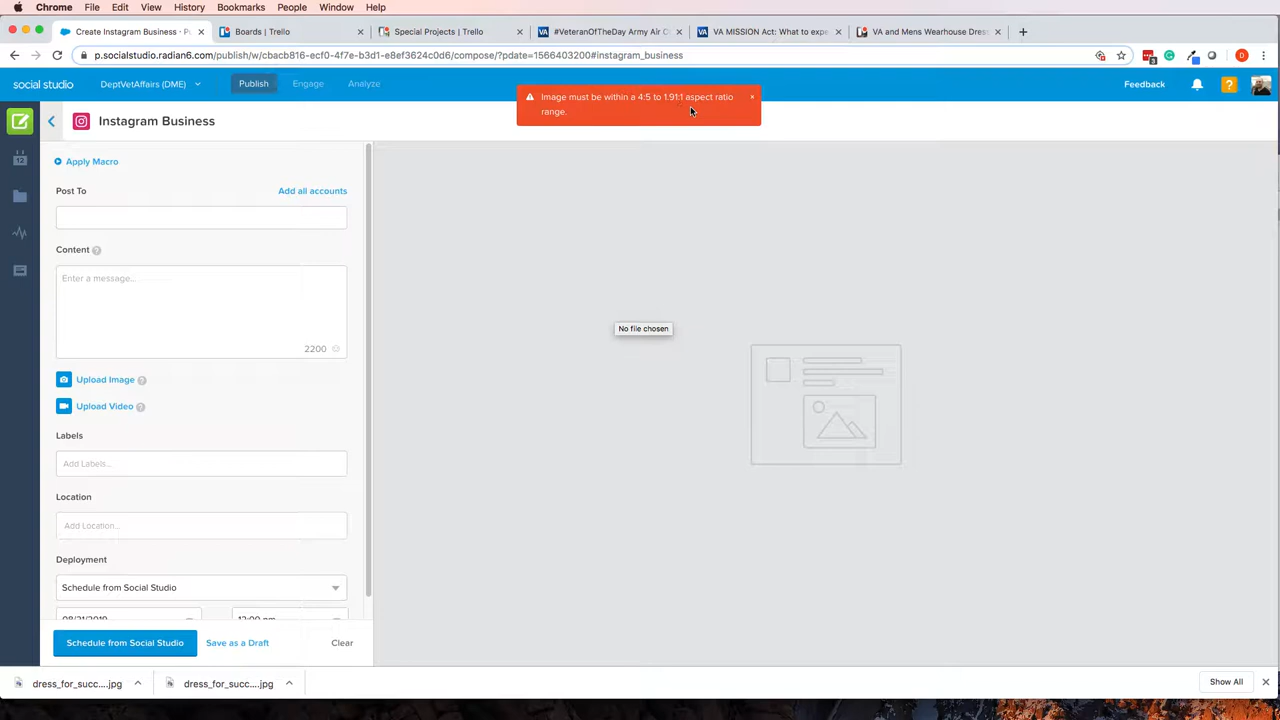 Chrome File Edit View History Bookmarks People Window Help
Create Instagram Business - Pu
Boards | Trello
Special Projects | Trello
#VeteranOfTheDay Army Air C
VA MISSION Act: What to expe
VA and Mens Wearhouse Dress
p.socialstudio.radian6.com/publish/w/cbacb816-ecf0-4f7e-b3d1-e8ef3624c0d6/compose/?pdate=1566403200#instagram_business
3
D
social studio
DeptVetAffairs (DME)
Publish
Engage
Analyze
Feedback
?
Image must be within a 4:5 to 1.91:1 aspect ratio
range.
×
12
Instagram Business
Apply Macro
Post To
Add all accounts
Content ?
Enter a message...
2200
No file chosen
Upload Image ?
Upload Video ?
Labels
Add Labels...
Location
Add Location...
Deployment
Schedule from Social Studio
08/21/2019
12:00 pm
Schedule from Social Studio
Save as a Draft
Clear
dress_for_succ....jpg
dress_for_succ....jpg
Show All